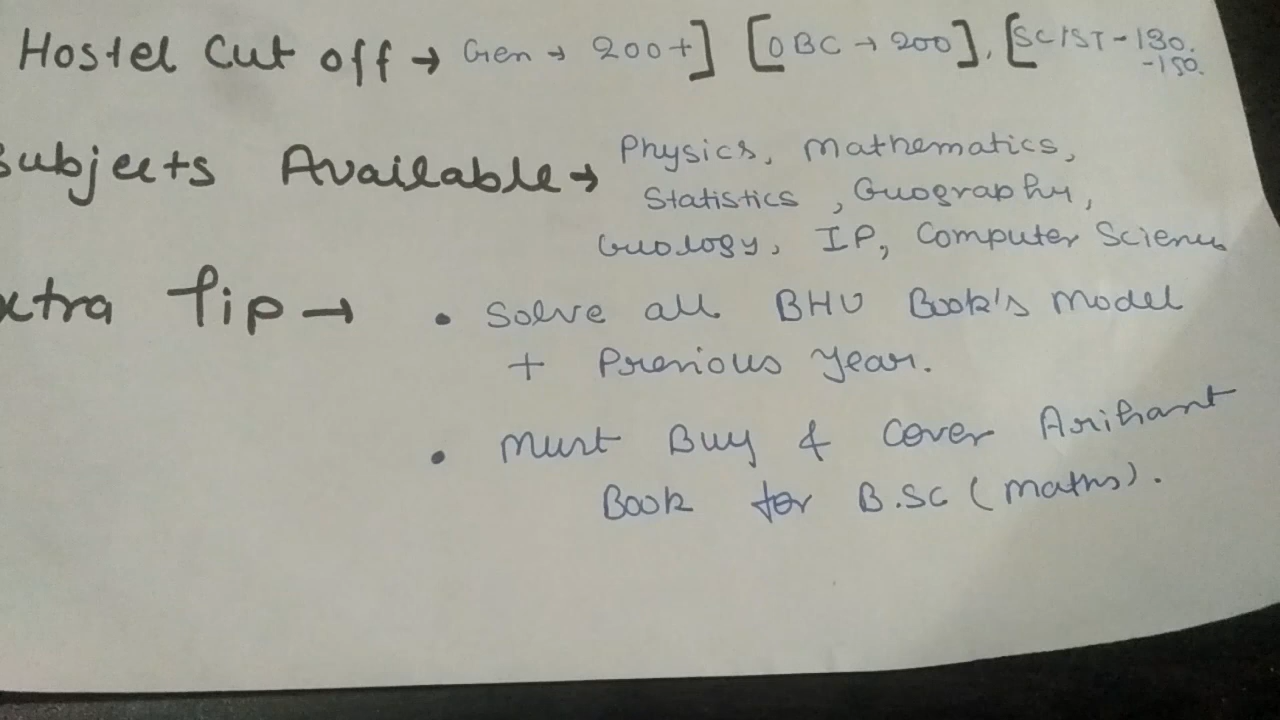 Hostel Cut off → Gen → 200+] [OBC → 200], [SC/ST - 130.
-150.
Subjects Available → Physics, Mathematics,
Statistics, Geography,
Geology, IP, Computer Science
xtra Tip →
• Solve all BHU Book's Model
+ Previous Year.
• Must Buy & Cover Arihant
Book for B.SC (Maths).